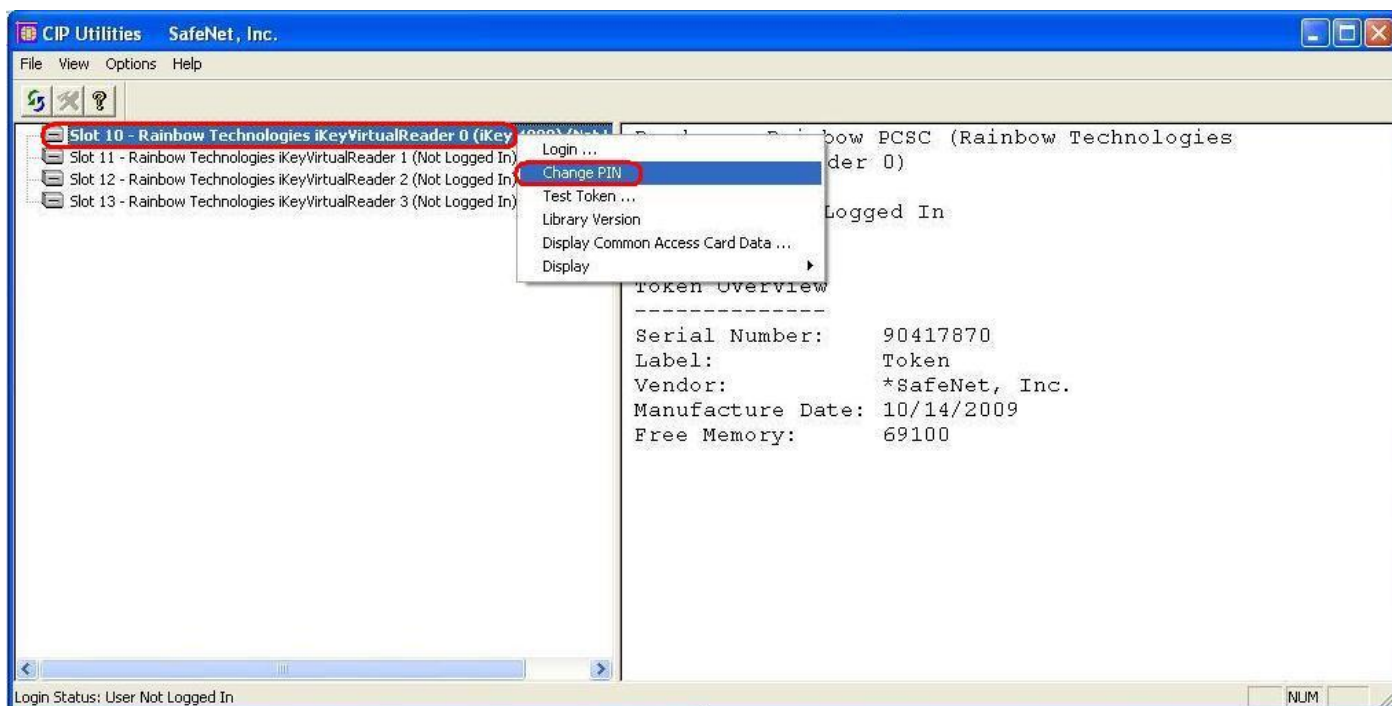 CIP Utilities SafeNet, Inc.
File View Options Help
Slot 10 - Rainbow Technologies iKeyVirtualReader 0 (iKey
Slot 11 - Rainbow Technologies iKeyVirtualReader 1 (Not Logged In)
Slot 12 - Rainbow Technologies iKeyVirtualReader 2 (Not Logged In)
Slot 13 - Rainbow Technologies iKeyVirtualReader 3 (Not Logged In)
Login ...
Change PIN
Test Token ...
Library Version
Display Common Access Card Data ...
Display
PCSC (Rainbow Technologies
0)
Logged In
Token Overview
--------------
Serial Number: 90417870
Label: Token
Vendor: *SafeNet, Inc.
Manufacture Date: 10/14/2009
Free Memory: 69100
Login Status: User Not Logged In
NUM